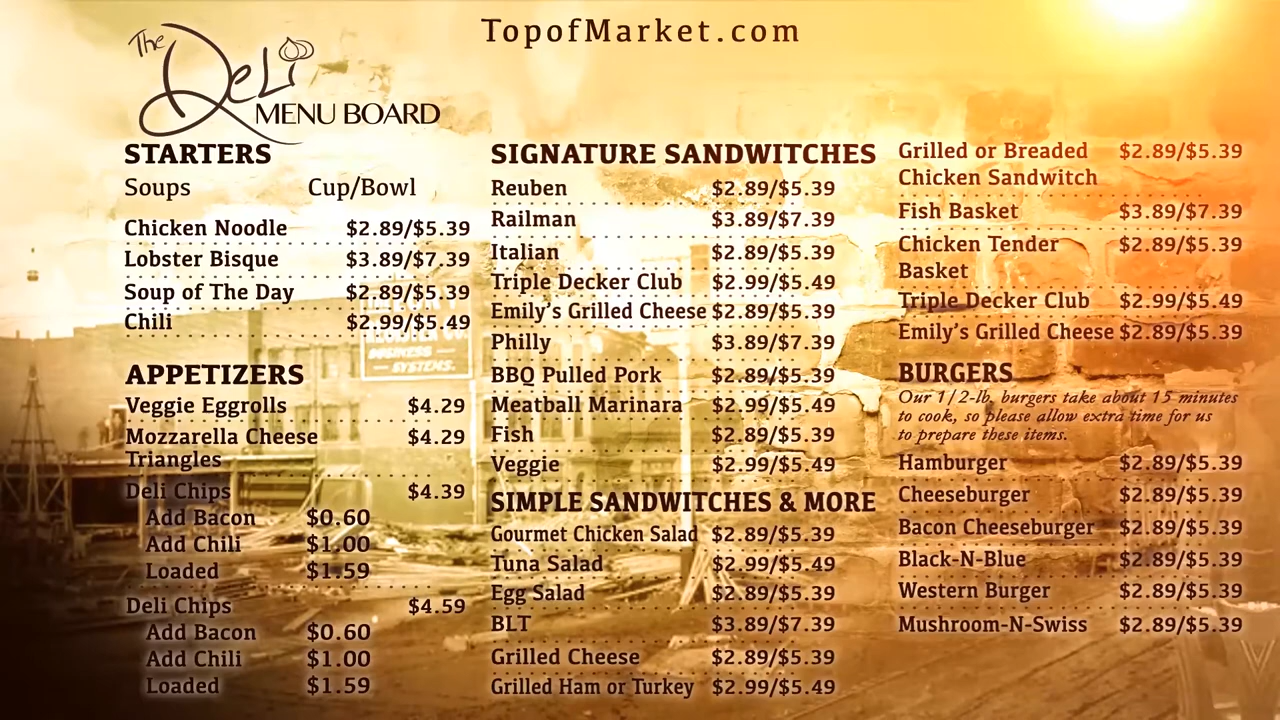 TopofMarket.com
The Deli
MENU BOARD
STARTERS
Soups Cup/Bowl
Chicken Noodle $2.89/$5.39
Lobster Bisque $3.89/$7.39
Soup of The Day $2.89/$5.39
Chili $2.99/$5.49
APPETIZERS
Veggie Eggrolls $4.29
Mozzarella Cheese $4.29
Triangles
Deli Chips $4.39
Add Bacon $0.60
Add Chili $1.00
Loaded $1.59
Deli Chips $4.59
Add Bacon $0.60
Add Chili $1.00
Loaded $1.59
SIGNATURE SANDWITCHES
Reuben $2.89/$5.39
Railman $3.89/$7.39
Italian $2.89/$5.39
Triple Decker Club $2.99/$5.49
Emily's Grilled Cheese $2.89/$5.39
Philly $3.89/$7.39
BBQ Pulled Pork $2.89/$5.39
Meatball Marinara $2.99/$5.49
Fish $2.89/$5.39
Veggie $2.99/$5.49
SIMPLE SANDWITCHES & MORE
Gourmet Chicken Salad $2.89/$5.39
Tuna Salad $2.99/$5.49
Egg Salad $2.89/$5.39
BLT $3.89/$7.39
Grilled Cheese $2.89/$5.39
Grilled Ham or Turkey $2.99/$5.49
Grilled or Breaded $2.89/$5.39
Chicken Sandwitch
Fish Basket $3.89/$7.39
Chicken Tender $2.89/$5.39
Basket
Triple Decker Club $2.99/$5.49
Emily's Grilled Cheese $2.89/$5.39
BURGERS
Our 1/2-lb. burgers take about 15 minutes
to cook, so please allow extra time for us
to prepare these items.
Hamburger $2.89/$5.39
Cheeseburger $2.89/$5.39
Bacon Cheeseburger $2.89/$5.39
Black-N-Blue $2.89/$5.39
Western Burger $2.89/$5.39
Mushroom-N-Swiss $2.89/$5.39
BUSINESS
SYSTEMS.